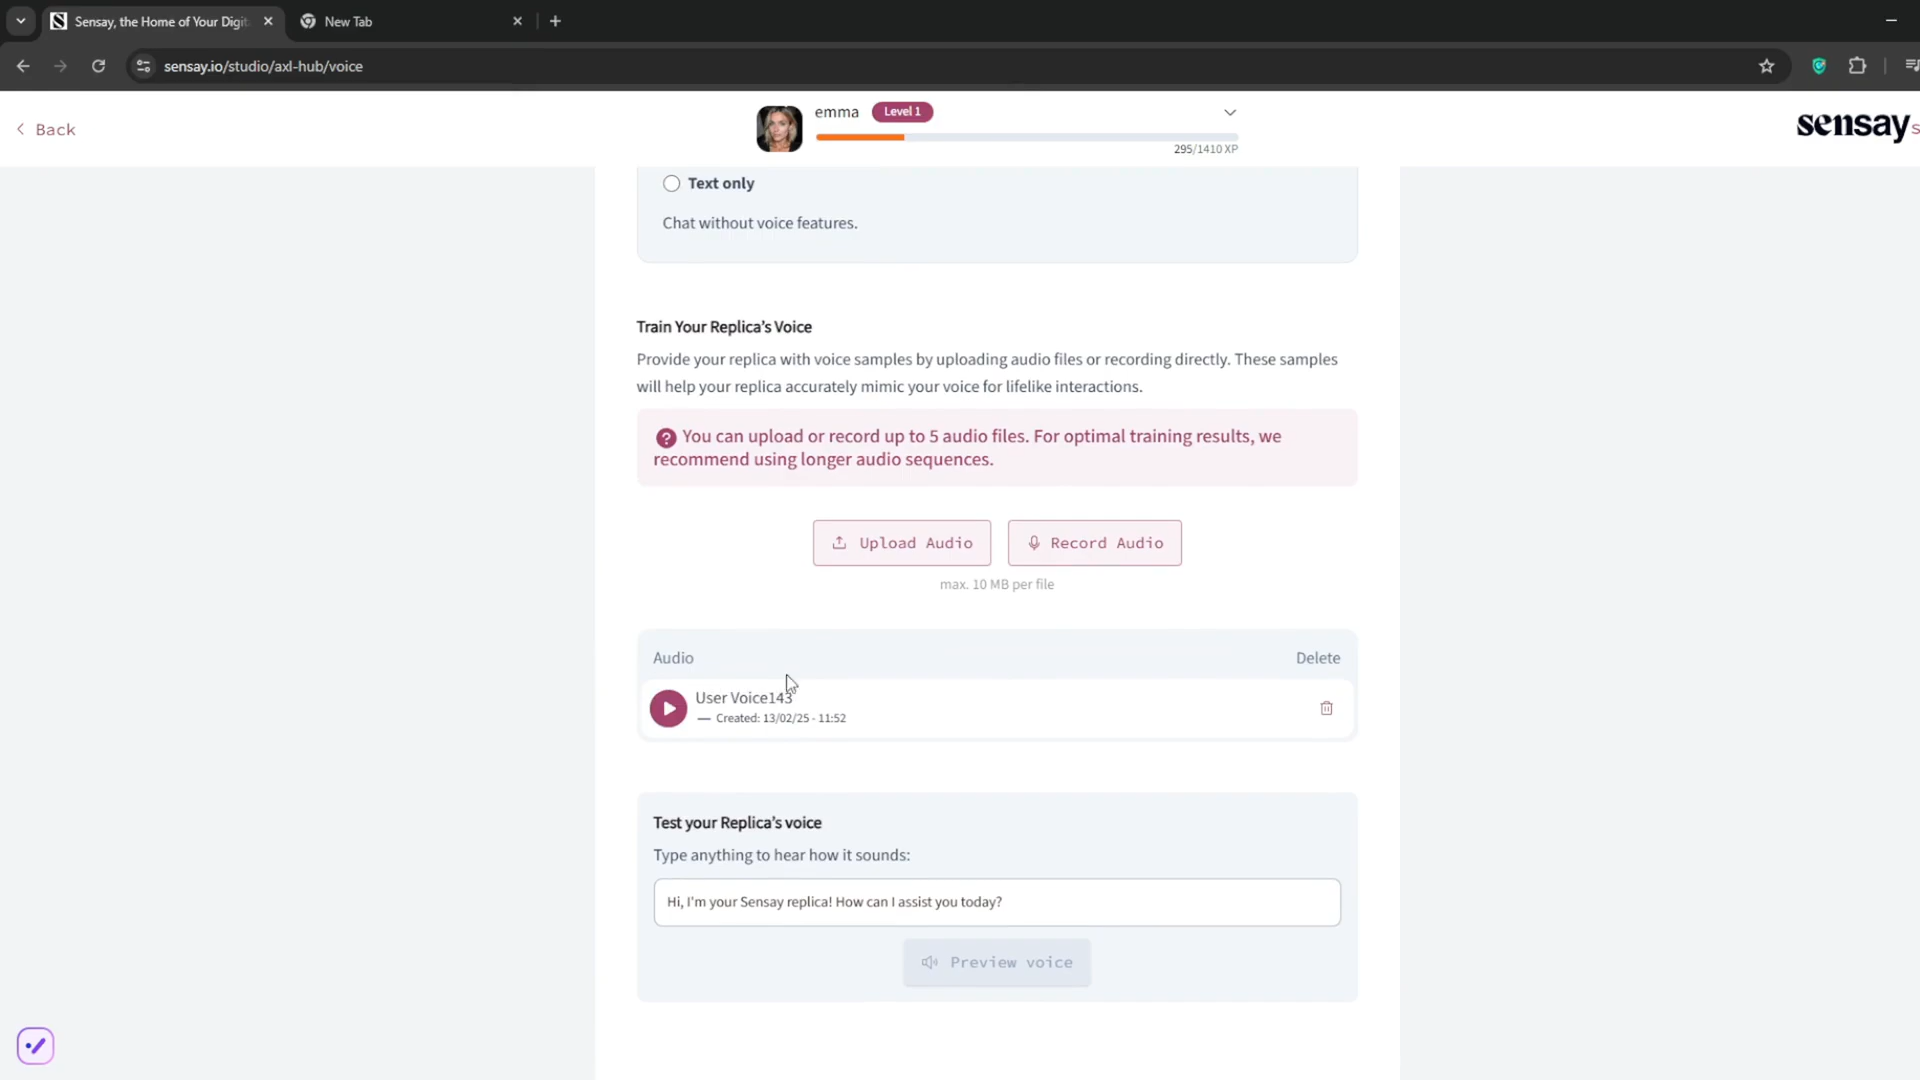 Sensay, the Home of Your Digit
New Tab
sensay.io/studio/axl-hub/voice
Back
emma
Level 1
295/1410 XP
sensay
Text only
Chat without voice features.
Train Your Replica's Voice
Provide your replica with voice samples by uploading audio files or recording directly. These samples
will help your replica accurately mimic your voice for lifelike interactions.
You can upload or record up to 5 audio files. For optimal training results, we
recommend using longer audio sequences.
Upload Audio
Record Audio
max. 10 MB per file
Audio
Delete
User Voice143
— Created: 13/02/25 - 11:52
Test your Replica's voice
Type anything to hear how it sounds:
Hi, I'm your Sensay replica! How can I assist you today?
Preview voice